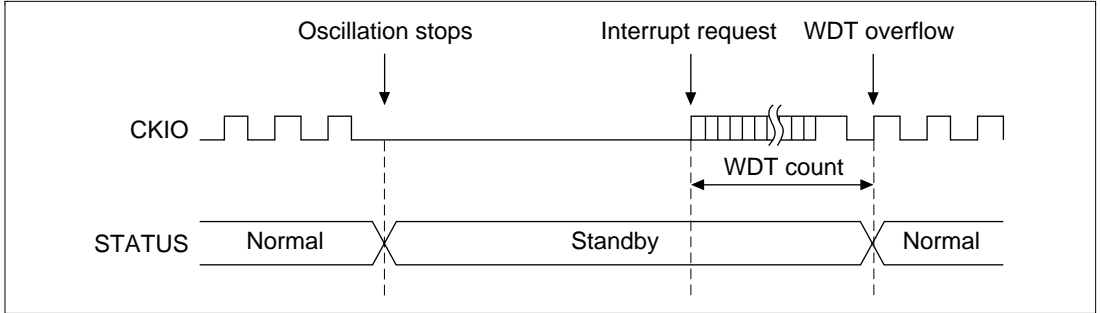 Oscillation stops Interrupt request WDT overflow
CKIO
WDT count
STATUS Normal Standby Normal